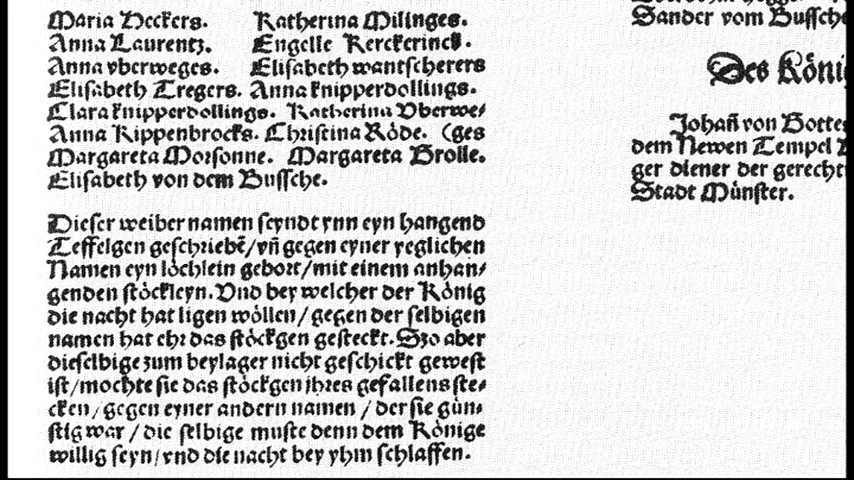 Maria Heckers. Katherina Milinges.
Anna Laurentz. Engelle Kerckerinck.
Anna vberweges. Elisabeth wantscherers
Elisabeth Tregers. Anna knipperdollings.
Clara knipperdollings. Katherina Vberwe/
Anna Kippenbrocks. Christina Röde. (ges
Margareta Morsonne. Margareta Grolle.
Elisabeth von dem Bussche.
Dieser weiber namen seyndt ynn eyn hangend
Teffelgen geschriebē/vñ gegen eyner yeglichen
Namen eyn löchlein gebort/mit einem anhan/
genden stöckleyn. Vnd bey welcher der König
die nacht hat ligen wöllen/gegen der selbigen
namen hat ehr das stöckgen gesteckt. Szo aber
dieselbige zum beylager nicht geschickt gewest
ist/mochte sie das stöckgen jhres gefallens ste/
cken/gegen eyner andern namen/der sie gün/
stig war/die selbige muste denn dem Könige
willig seyn/vnd die nacht bey yhm schlaffen.
Sander vom Bussche
Des Köni
Johañ von Bottes
dem Newen Tempel
ger diener der gerecht
Stadt Münster.